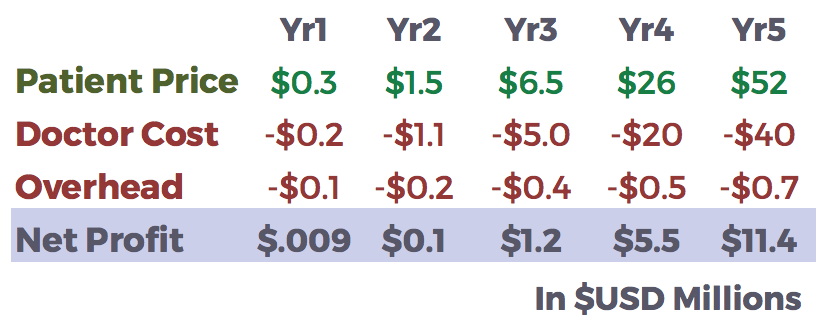 Yr1 Yr2 Yr3 Yr4 Yr5
Patient Price $0.3 $1.5 $6.5 $26 $52
Doctor Cost -$0.2 -$1.1 -$5.0 -$20 -$40
Overhead -$0.1 -$0.2 -$0.4 -$0.5 -$0.7
Net Profit $.009 $0.1 $1.2 $5.5 $11.4
In $USD Millions